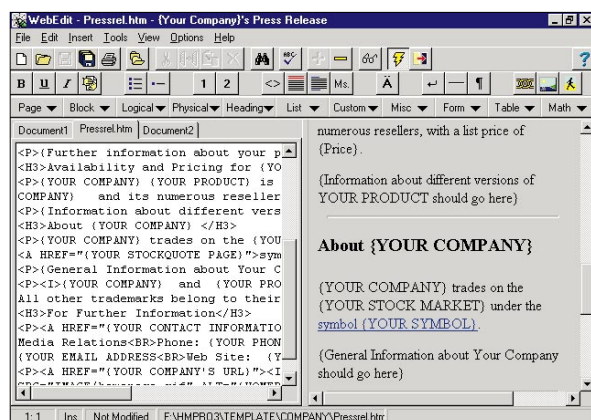 WebEdit - Pressrel.htm - {Your Company}'s Press Release
File Edit Insert Tools View Options Help
ABC
?
B U I 1 2 <> Ms. Ä ¶
Page Block Logical Physical Heading List Custom Misc Form Table Math
Document1 Pressrel.htm Document2
<P>{Further information about your p
<H3>Availability and Pricing for {YO
<P>{YOUR COMPANY} {YOUR PRODUCT} is
COMPANY} and its numerous reseller
<P>{Information about different vers
<H3>About {YOUR COMPANY} </H3>
<P>{YOUR COMPANY} trades on the {YOU
<A HREF="{YOUR STOCKQUOTE PAGE}">sym
<P>{General Information about Your C
<P><I>{YOUR COMPANY} and {YOUR PRO
All other trademarks belong to their
<H3>For Further Information</H3>
<P><A HREF="{YOUR CONTACT INFORMATIO
Media Relations<BR>Phone: {YOUR PHON
{YOUR EMAIL ADDRESS<BR>Web Site: {Y
<P><A HREF="{YOUR COMPANY'S URL}"><I
numerous resellers, with a list price of
{Price}.
{Information about different versions of
YOUR PRODUCT should go here}
About {YOUR COMPANY}
{YOUR COMPANY} trades on the
{YOUR STOCK MARKET} under the
symbol {YOUR SYMBOL}.
{General Information about Your Company
should go here}
1: 1 Ins Not Modified F:\HMPRO3\TEMPLATE\COMPANY\Pressrel.htm